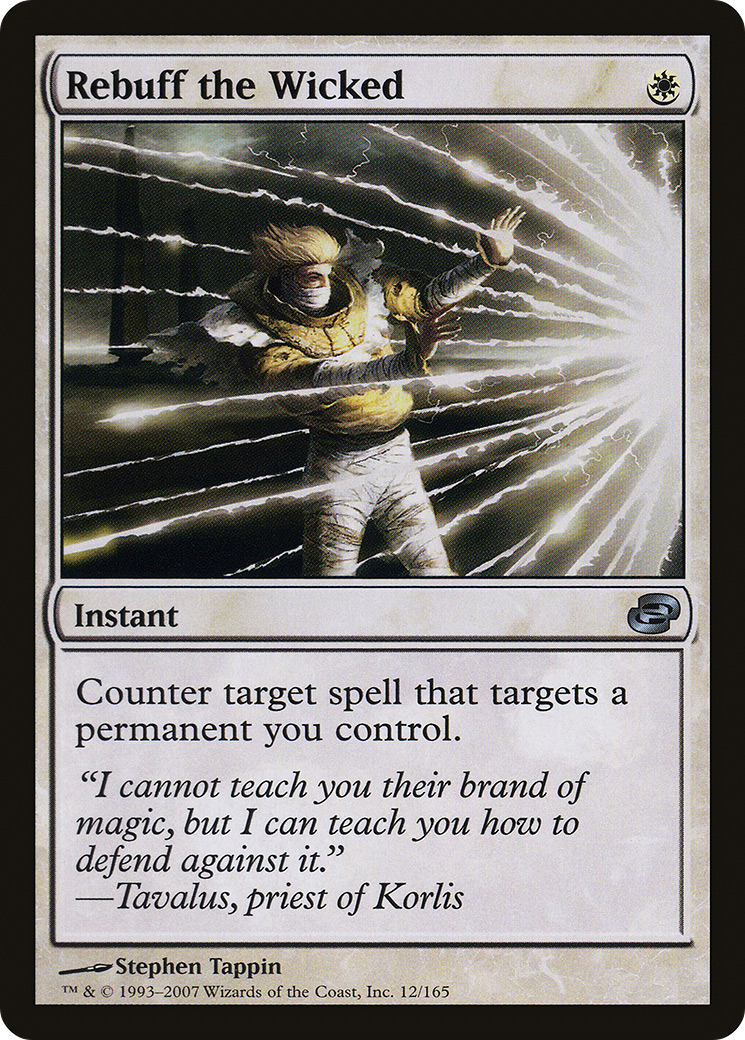 Rebuff the Wicked
Instant
Counter target spell that targets a
permanent you control.
“I cannot teach you their brand of
magic, but I can teach you how to
defend against it.”
—Tavalus, priest of Korlis
Stephen Tappin
™ & © 1993–2007 Wizards of the Coast, Inc. 12/165